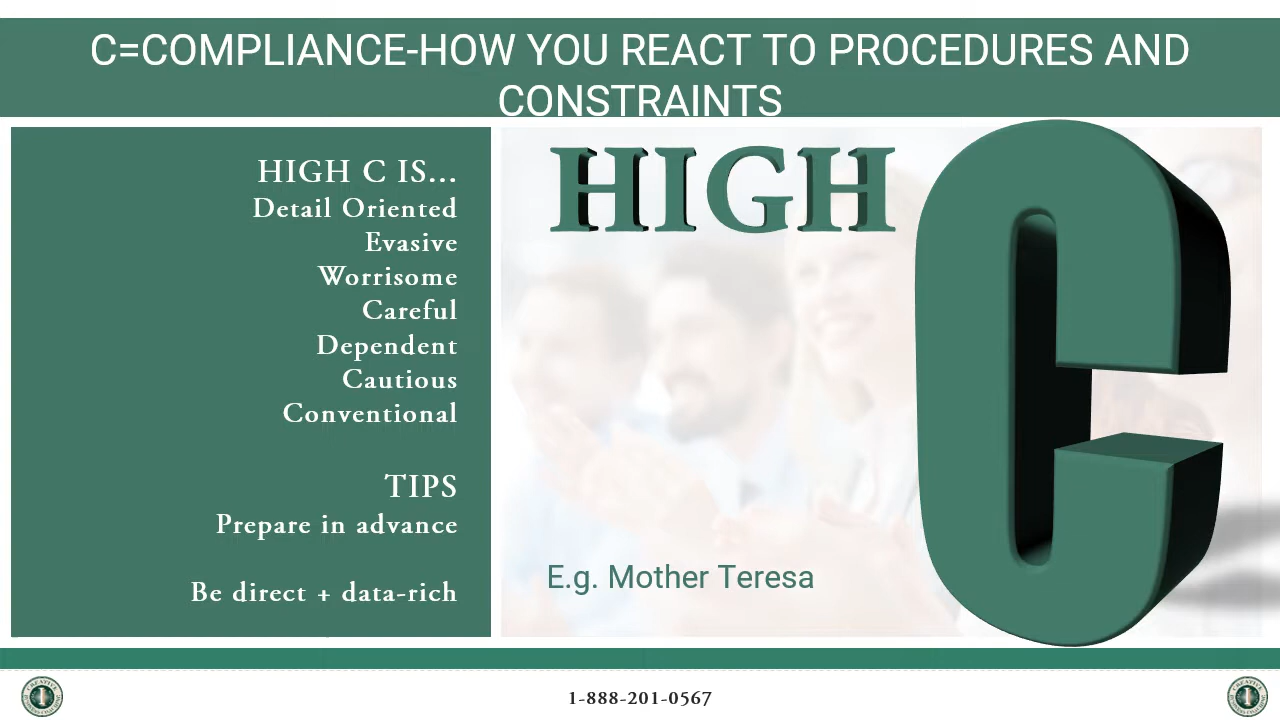 C=COMPLIANCE-HOW YOU REACT TO PROCEDURES AND
CONSTRAINTS
HIGH C IS...
Detail Oriented
Evasive
Worrisome
Careful
Dependent
Cautious
Conventional
TIPS
Prepare in advance
Be direct + data-rich
HIGH
C
E.g. Mother Teresa
1-888-201-0567